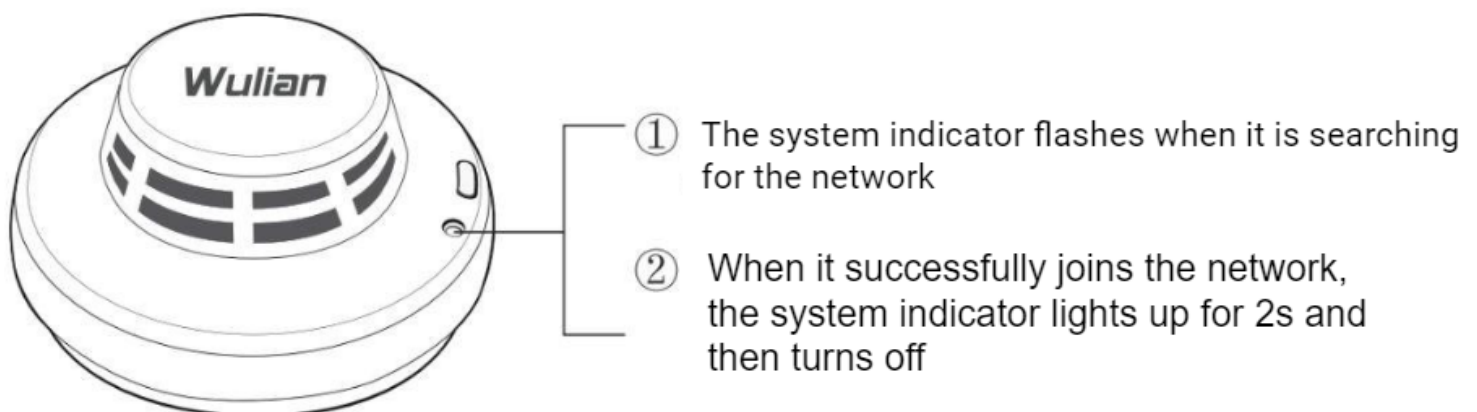 Wulian
① The system indicator flashes when it is searching
for the network
② When it successfully joins the network,
the system indicator lights up for 2s and
then turns off